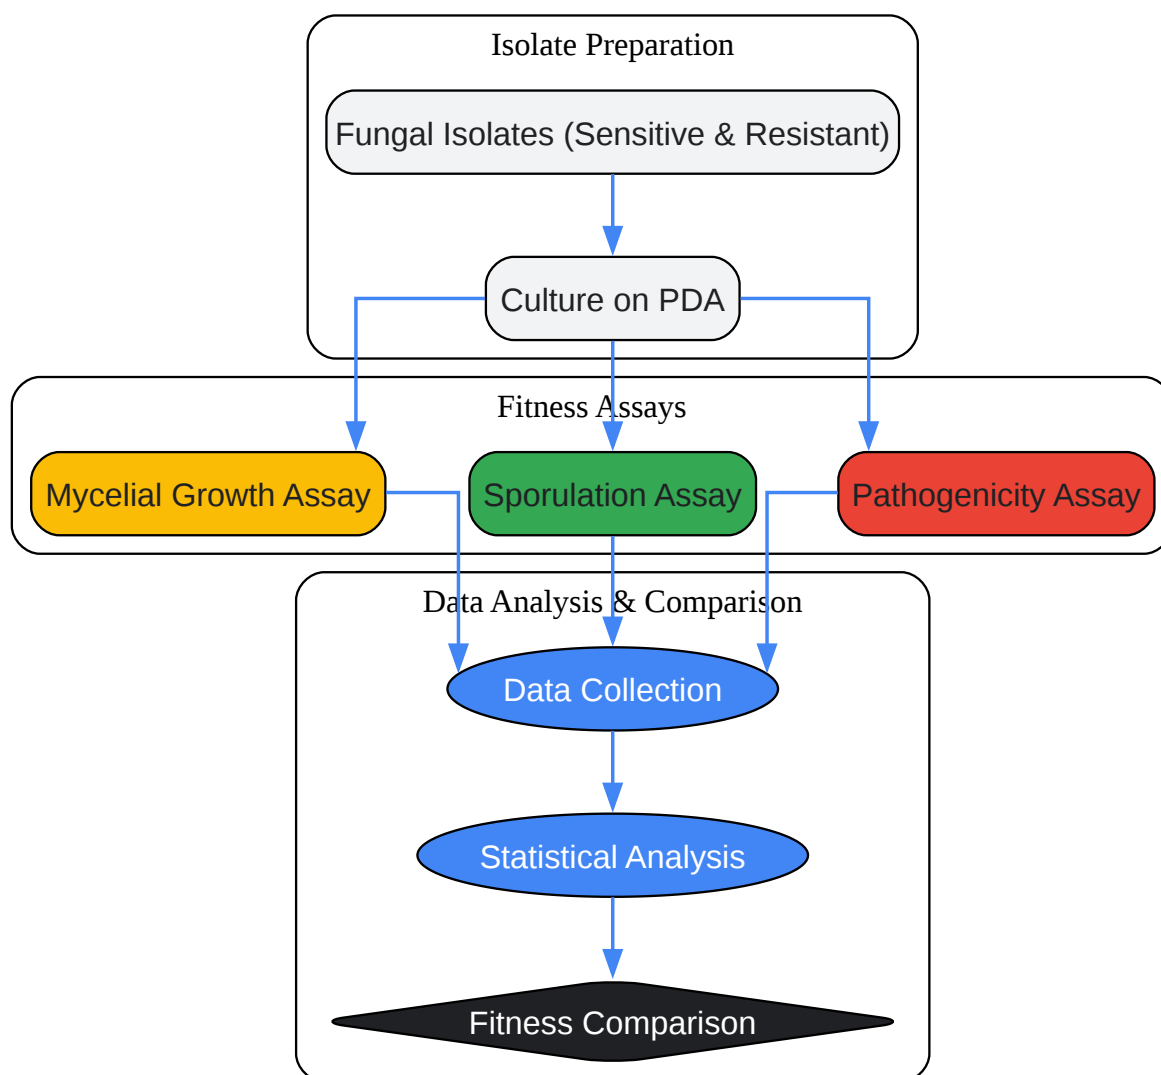 Isolate Preparation
Fungal Isolates (Sensitive & Resistant)
Culture on PDA
Fitness Assays
Mycelial Growth Assay
Sporulation Assay
Pathogenicity Assay
Data Analysis & Comparison
Data Collection
Statistical Analysis
Fitness Comparison